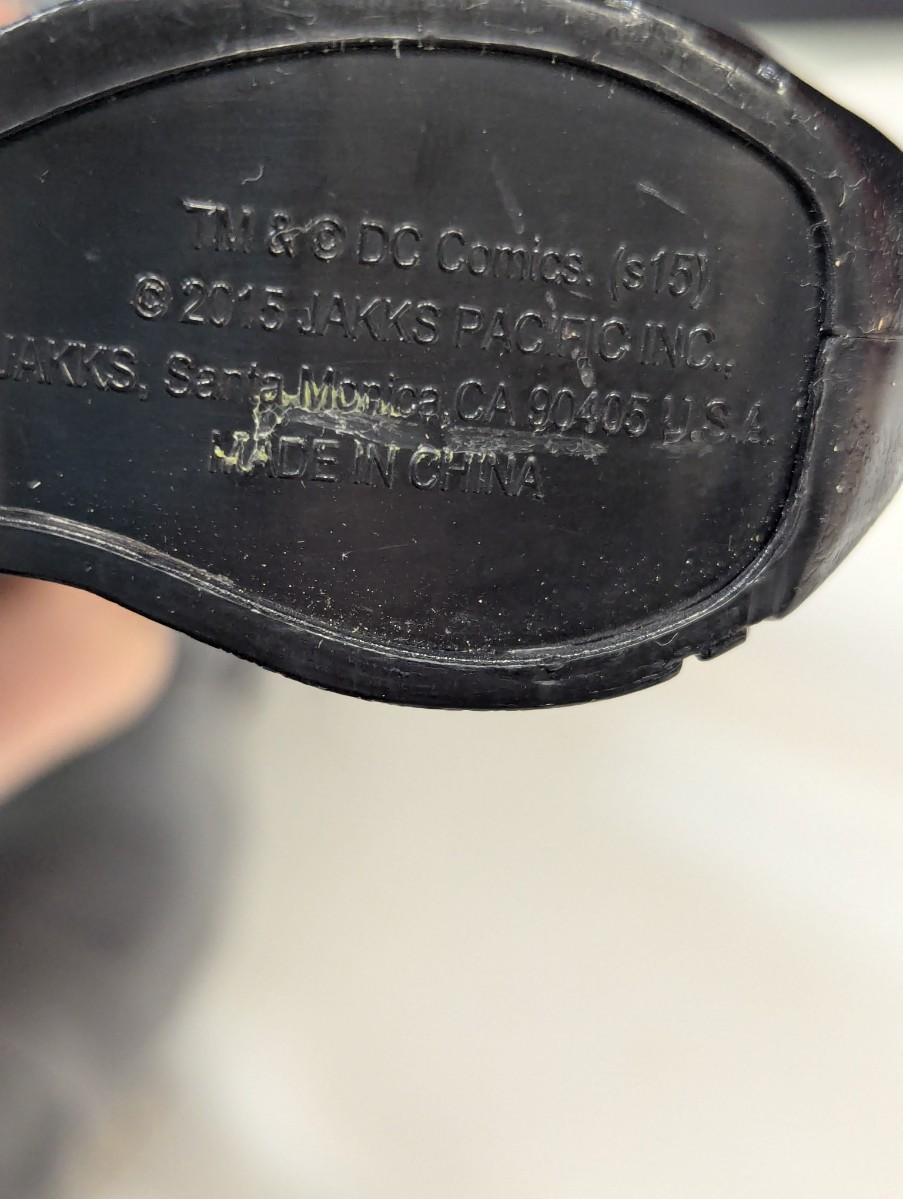 TM & © DC Comics. (s15)
© 2015 JAKKS PACIFIC INC.,
JAKKS, Santa Monica, CA 90405 U.S.A.
MADE IN CHINA